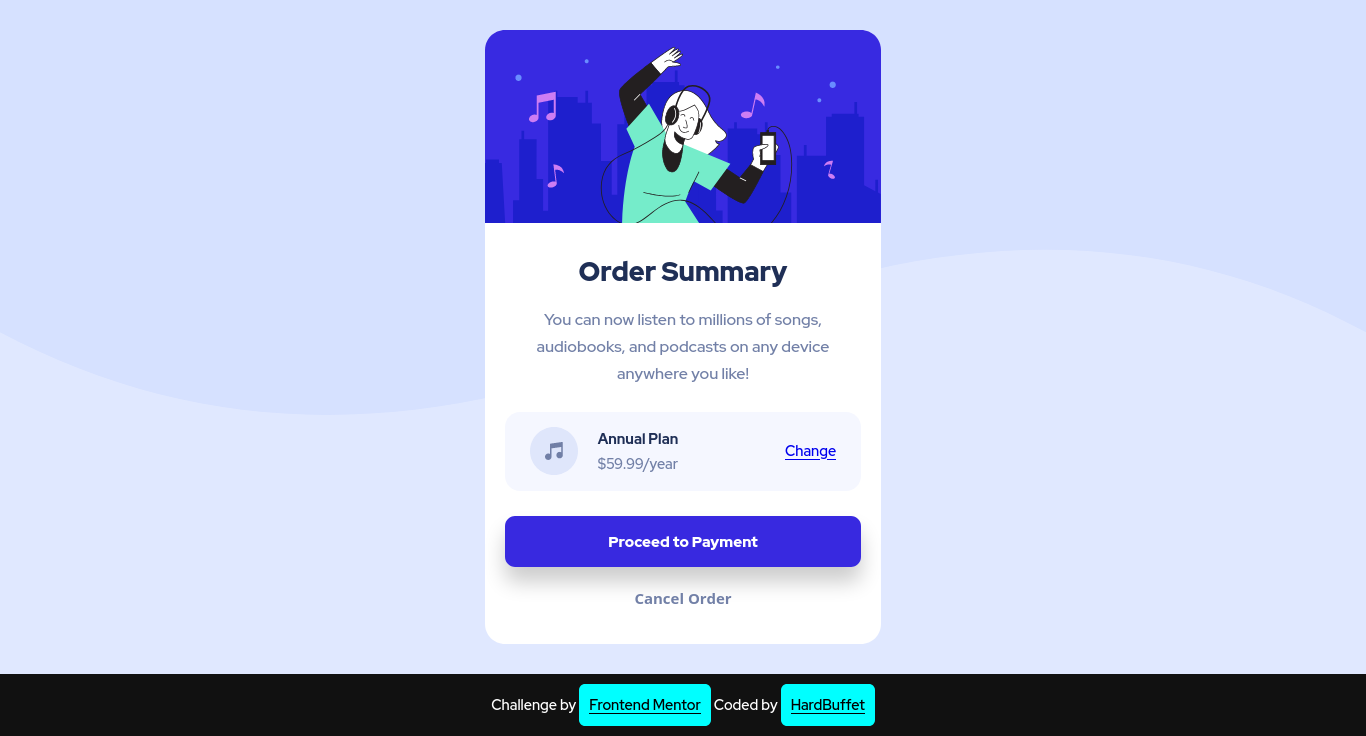 Order Summary
You can now listen to millions of songs,
audiobooks, and podcasts on any device
anywhere you like!
Annual Plan
$59.99/year
Change
Proceed to Payment
Cancel Order
Challenge by Frontend Mentor Coded by HardBuffet